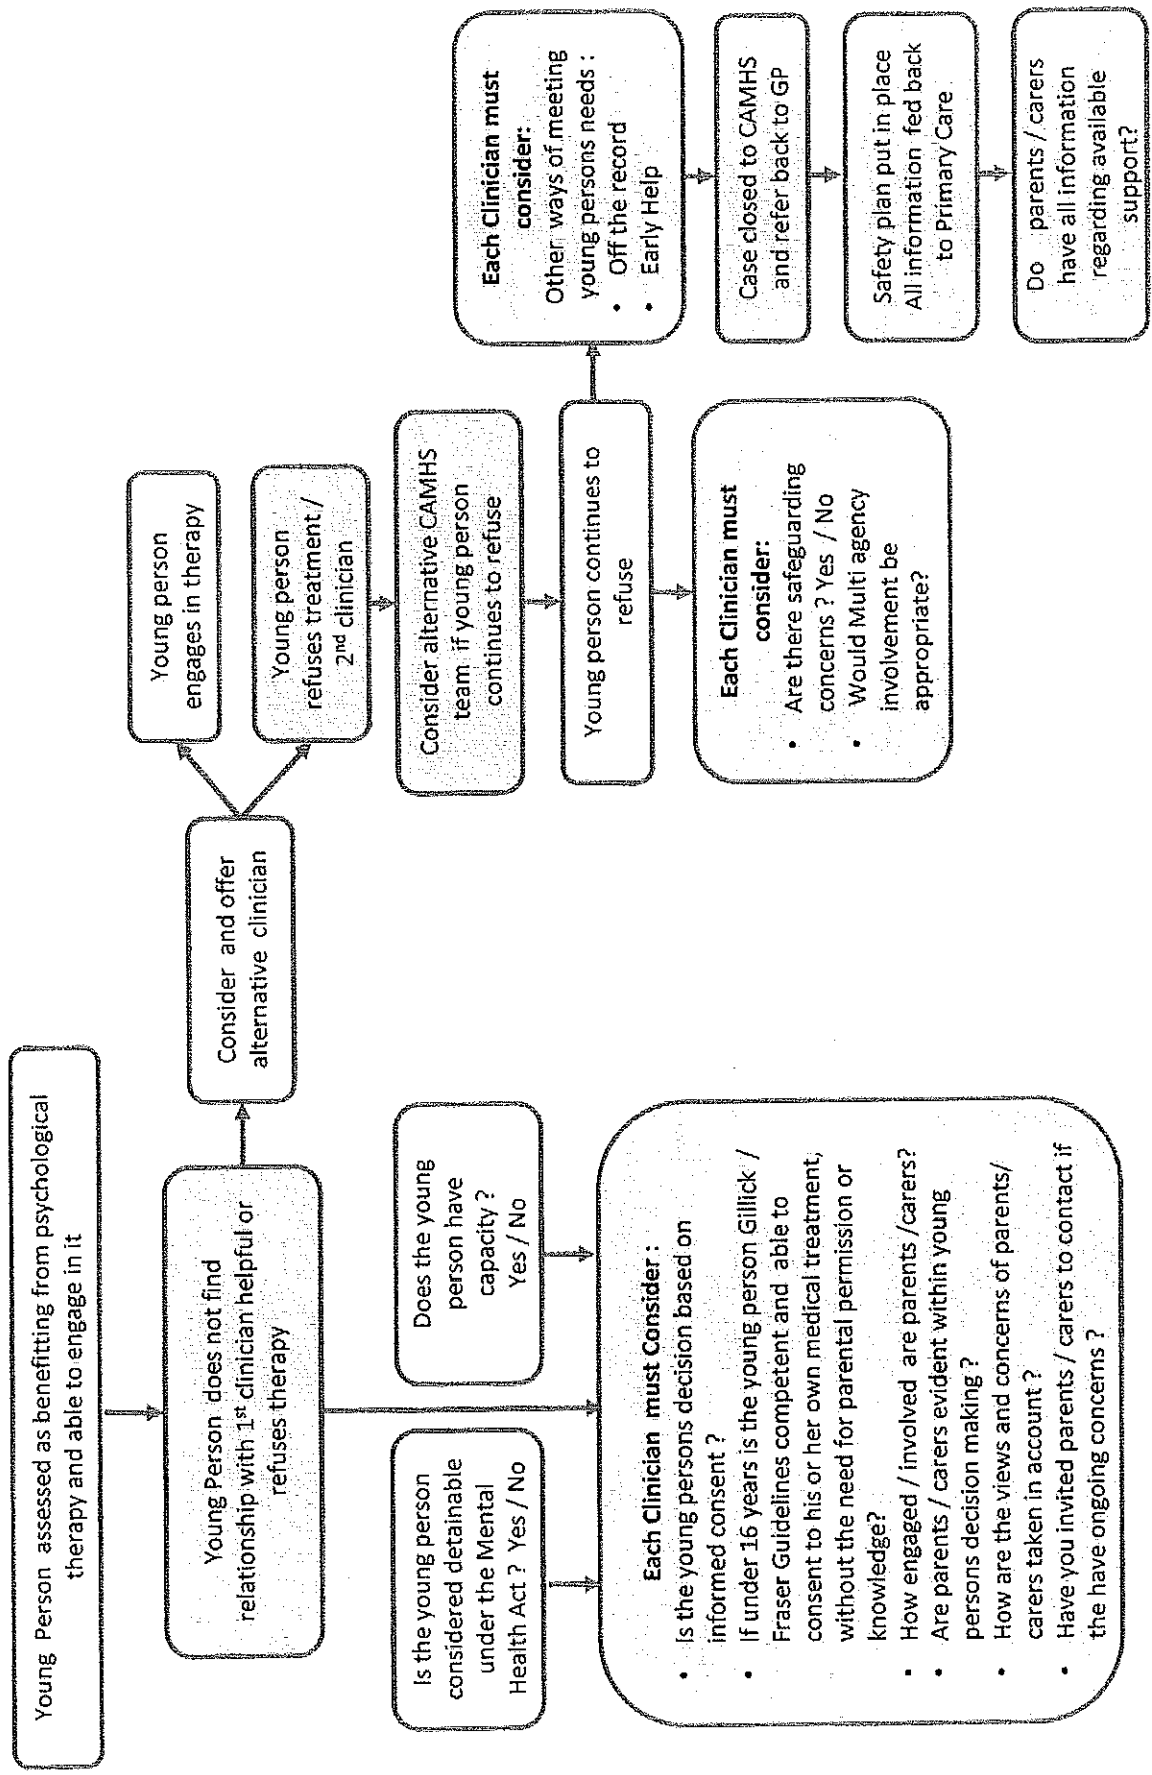 Young Person assessed as benefitting from psychological
therapy and able to engage in it
Young Person does not find
relationship with 1st clinician helpful or
refuses therapy
Consider and offer
alternative clinician
Young person
engages in therapy
Young person
refuses treatment /
2nd clinician
Consider alternative CAMHS
team if young person
continues to refuse
Young person continues to
refuse
Each Clinician must
consider:
• Are there safeguarding
concerns ? Yes / No
• Would Multi agency
involvement be
appropriate?
Each Clinician must
consider:
Other ways of meeting
young persons needs :
• Off the record
• Early Help
Case closed to CAMHS
and refer back to GP
Safety plan put in place
All information fed back
to Primary Care
Do parents / carers
have all information
regarding available
support?
Is the young person
considered detainable
under the Mental
Health Act ? Yes / No
Does the young
person have
capacity ?
Yes / No
Each Clinician must Consider :
• Is the young persons decision based on
informed consent ?
• If under 16 years is the young person Gillick /
Fraser Guidelines competent and able to
consent to his or her own medical treatment,
without the need for parental permission or
knowledge?
• How engaged / involved are parents /carers?
• Are parents / carers evident within young
persons decision making ?
• How are the views and concerns of parents/
carers taken in account ?
• Have you invited parents / carers to contact if
the have ongoing concerns ?